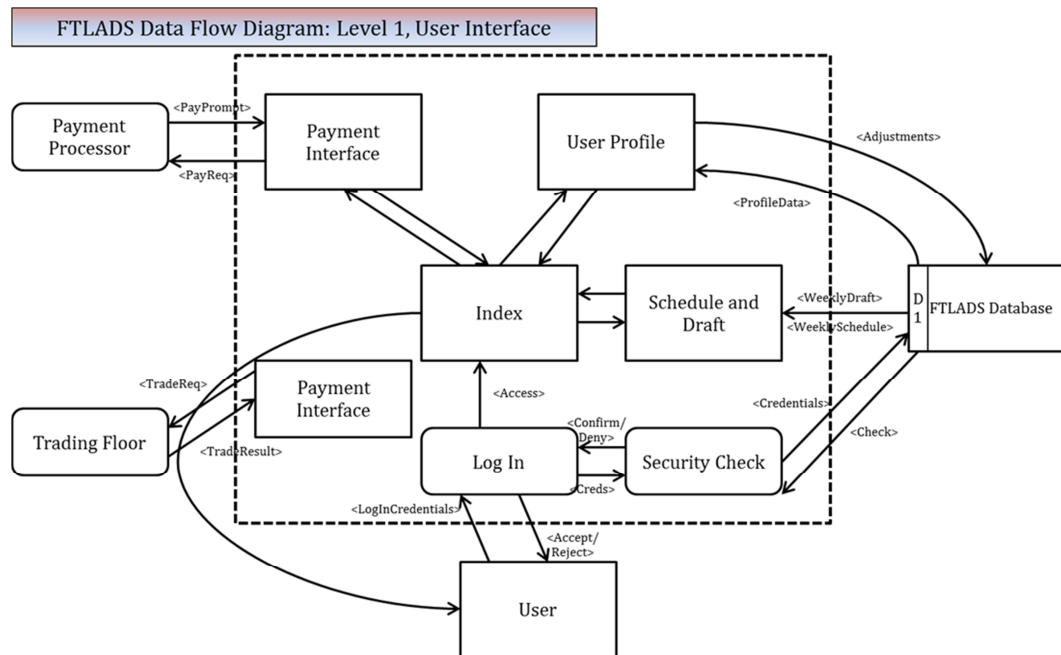 FTLADS Data Flow Diagram: Level 1, User Interface
<PayPrompt>
Payment
Processor
<PayReq>
Payment
Interface
User Profile
<Adjustments>
<ProfileData>
Index
Schedule and
Draft
<WeeklyDraft>
<WeeklySchedule>
D
1
FTLADS Database
<TradeReq>
Payment
Interface
<Access>
<Credentials>
<Check>
Trading Floor
<TradeResult>
Log In
<Confirm/
Deny>
<Creds>
Security Check
<LogInCredentials>
<Accept/
Reject>
User